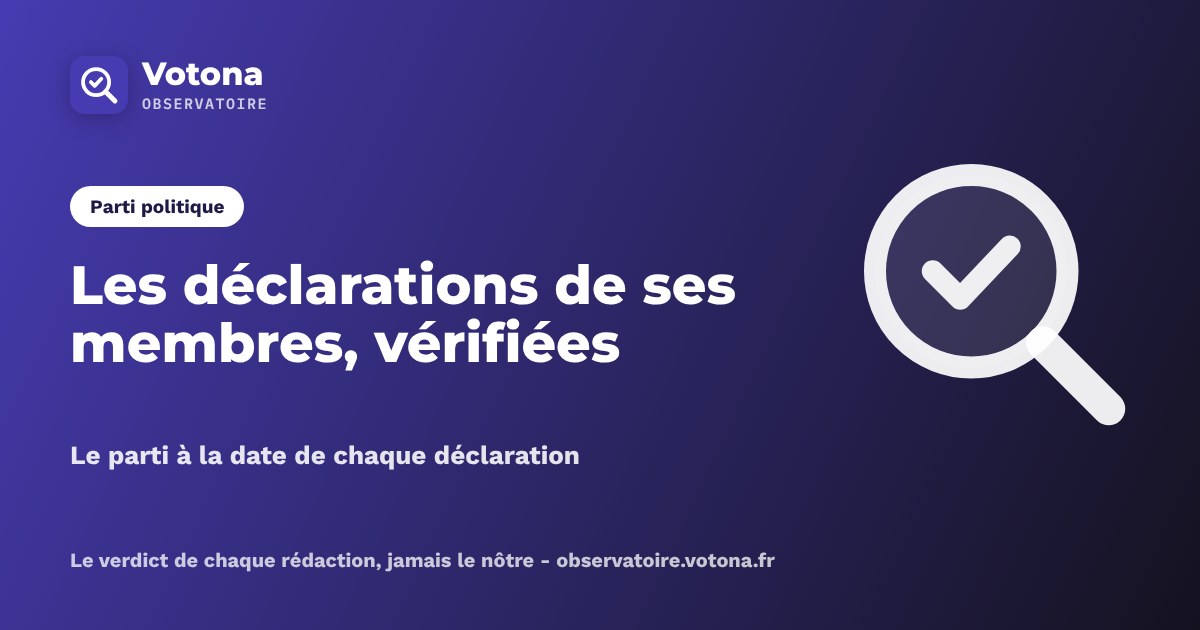 Votona
OBSERVATOIRE
Parti politique
Les déclarations de ses
membres, vérifiées
Le parti à la date de chaque déclaration
Le verdict de chaque rédaction, jamais le nôtre - observatoire.votona.fr